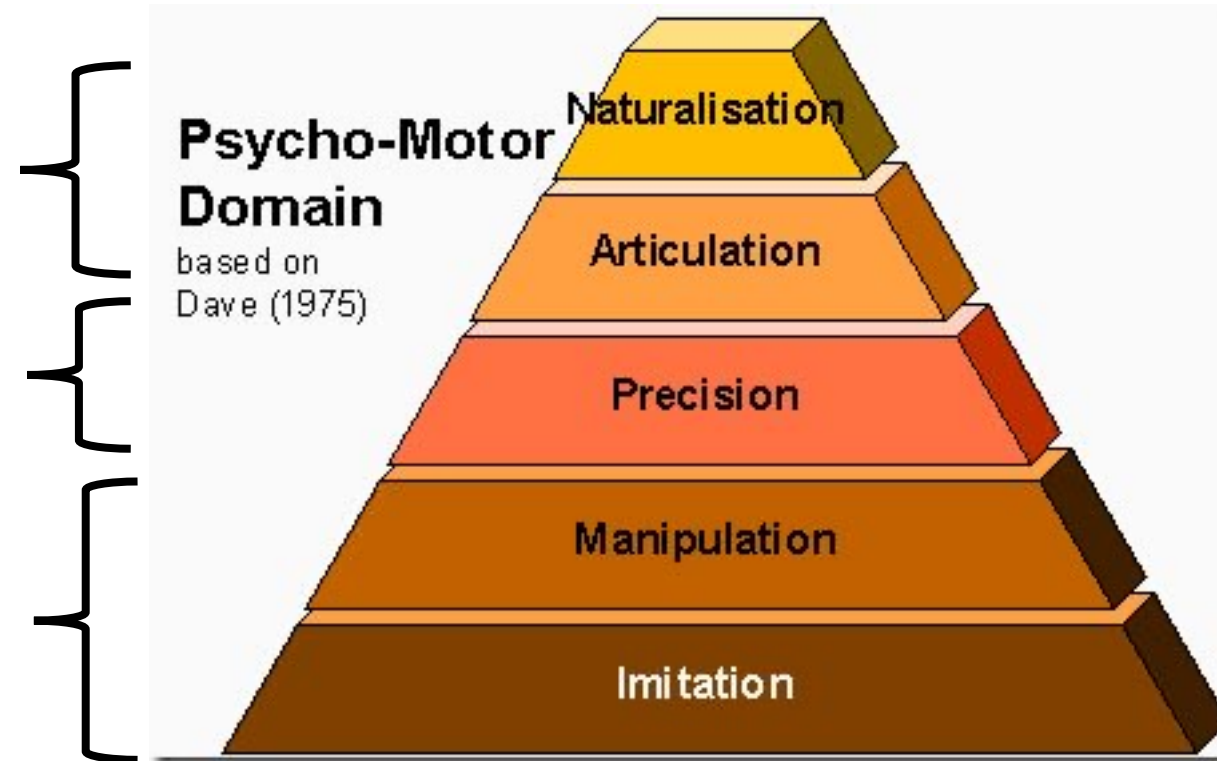 Naturalisation
Psycho-Motor
Domain
based on
Dave (1975)
Articulation
Precision
Manipulation
Imitation